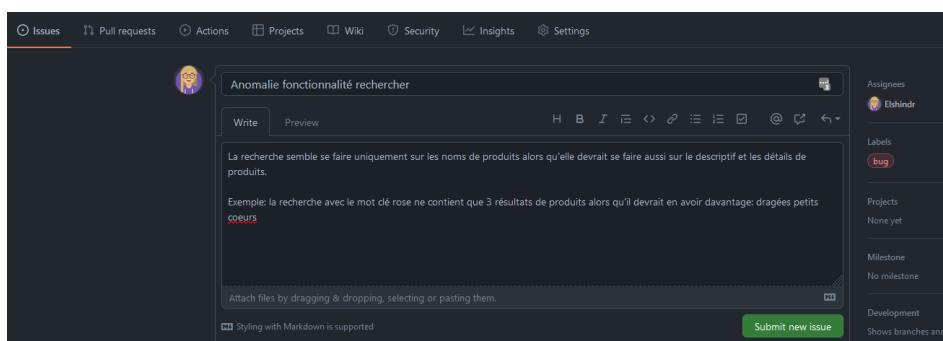 Issues Pull requests Actions Projects Wiki Security Insights Settings
Anomalie fonctionnalité rechercher
Assignees
Elshindr
Write Preview
Labels
bug
La recherche semble se faire uniquement sur les noms de produits alors qu'elle devrait se faire aussi sur le descriptif et les détails de
produits.
Exemple: la recherche avec le mot clé rose ne contient que 3 résultats de produits alors qu'il devrait en avoir davantage: dragées petits
coeurs
Projects
None yet
Milestone
No milestone
Attach files by dragging & dropping, selecting or pasting them.
Development
Styling with Markdown is supported
Submit new issue
Shows branches and